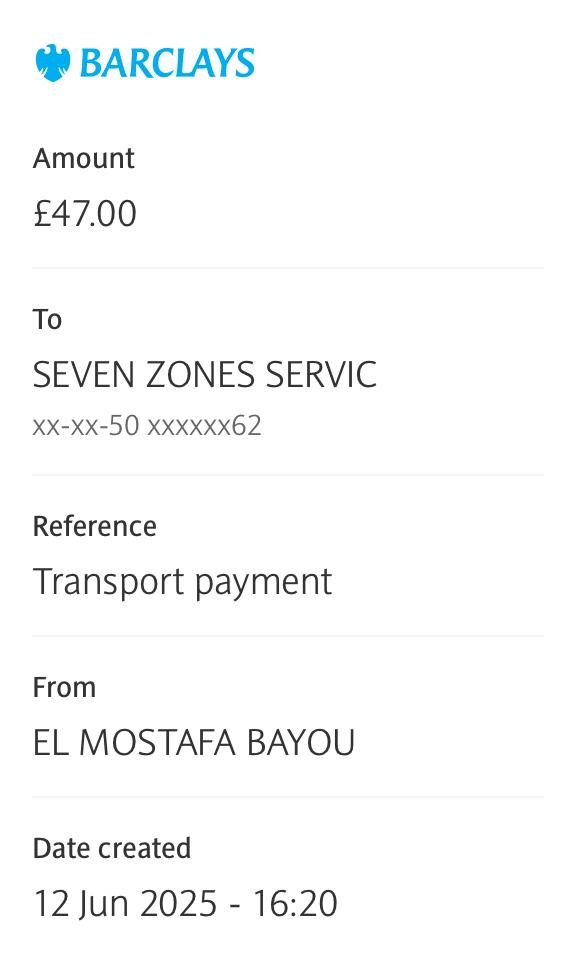 BARCLAYS
Amount
£47.00
To
SEVEN ZONES SERVIC
xx-xx-50 xxxxxx62
Reference
Transport payment
From
EL MOSTAFA BAYOU
Date created
12 Jun 2025 - 16:20